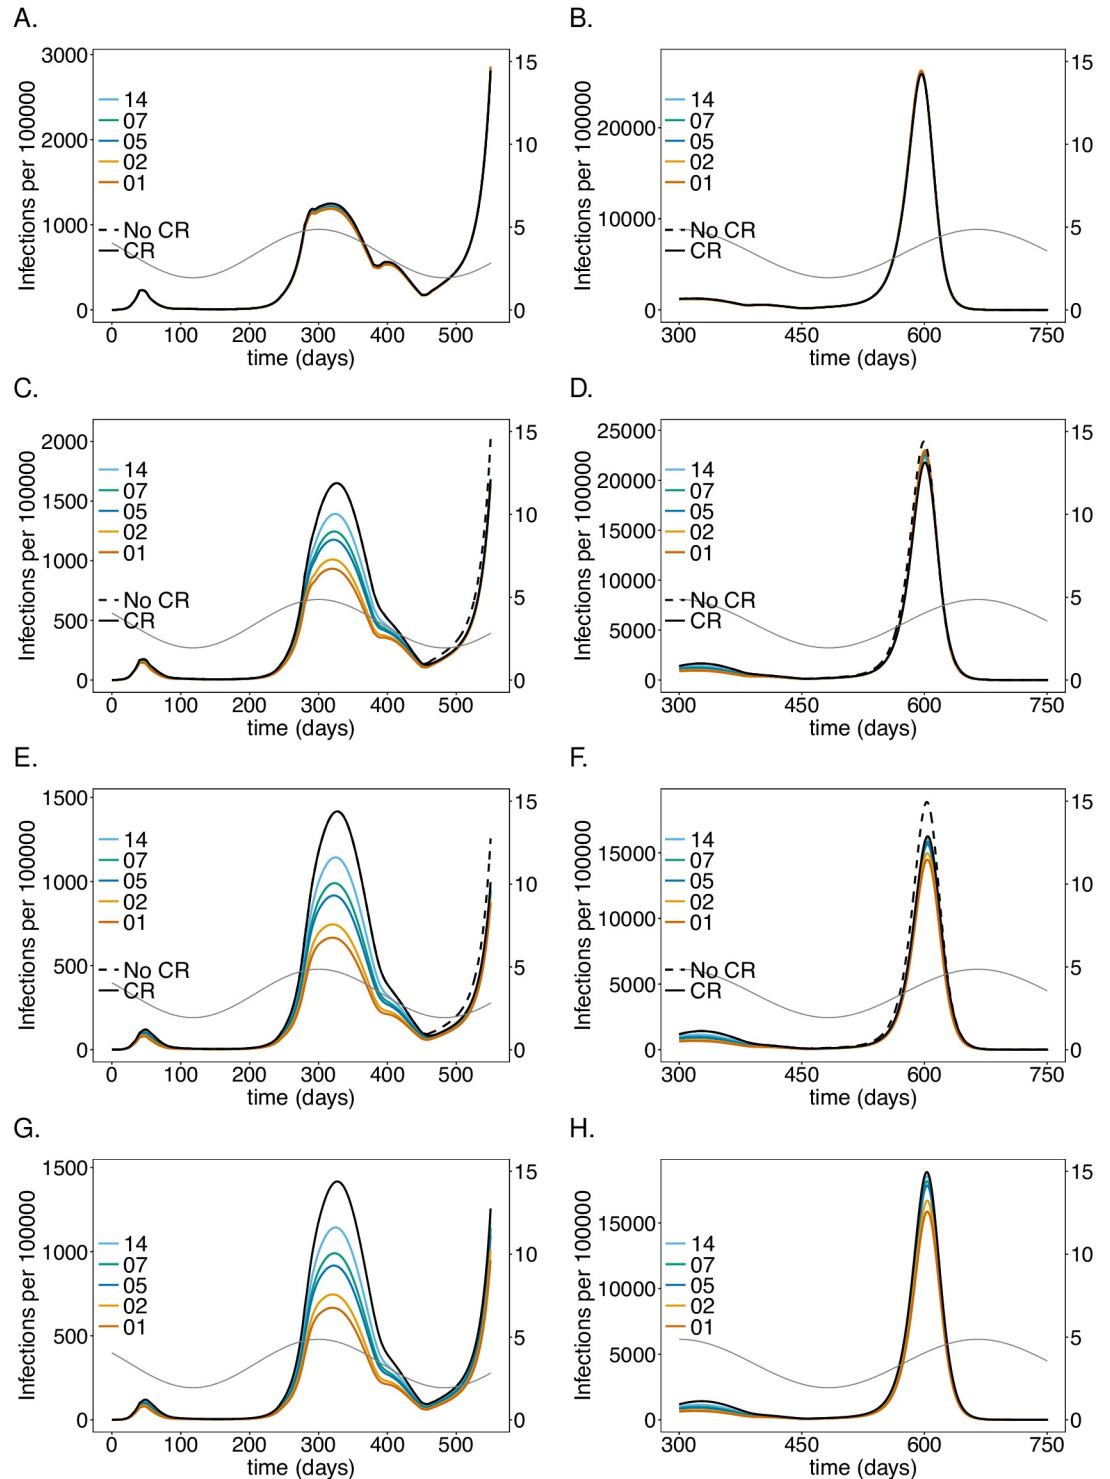 A.
Infections per 100000
3000
2000
1000
0
14
07
05
02
01
No CR
CR
15
10
5
0
0 100 200 300 400 500
time (days)
B.
Infections per 100000
20000
10000
0
14
07
05
02
01
No CR
CR
15
10
5
0
300 450 600 750
time (days)
C.
Infections per 100000
2000
1500
1000
500
0
14
07
05
02
01
No CR
CR
15
10
5
0
0 100 200 300 400 500
time (days)
D.
Infections per 100000
25000
20000
15000
10000
5000
0
14
07
05
02
01
No CR
CR
15
10
5
0
300 450 600 750
time (days)
E.
Infections per 100000
1500
1000
500
0
14
07
05
02
01
No CR
CR
15
10
5
0
0 100 200 300 400 500
time (days)
F.
Infections per 100000
15000
10000
5000
0
14
07
05
02
01
No CR
CR
15
10
5
0
300 450 600 750
time (days)
G.
Infections per 100000
1500
1000
500
0
14
07
05
02
01
15
10
5
0
0 100 200 300 400 500
time (days)
H.
Infections per 100000
15000
10000
5000
0
14
07
05
02
01
15
10
5
0
300 450 600 750
time (days)